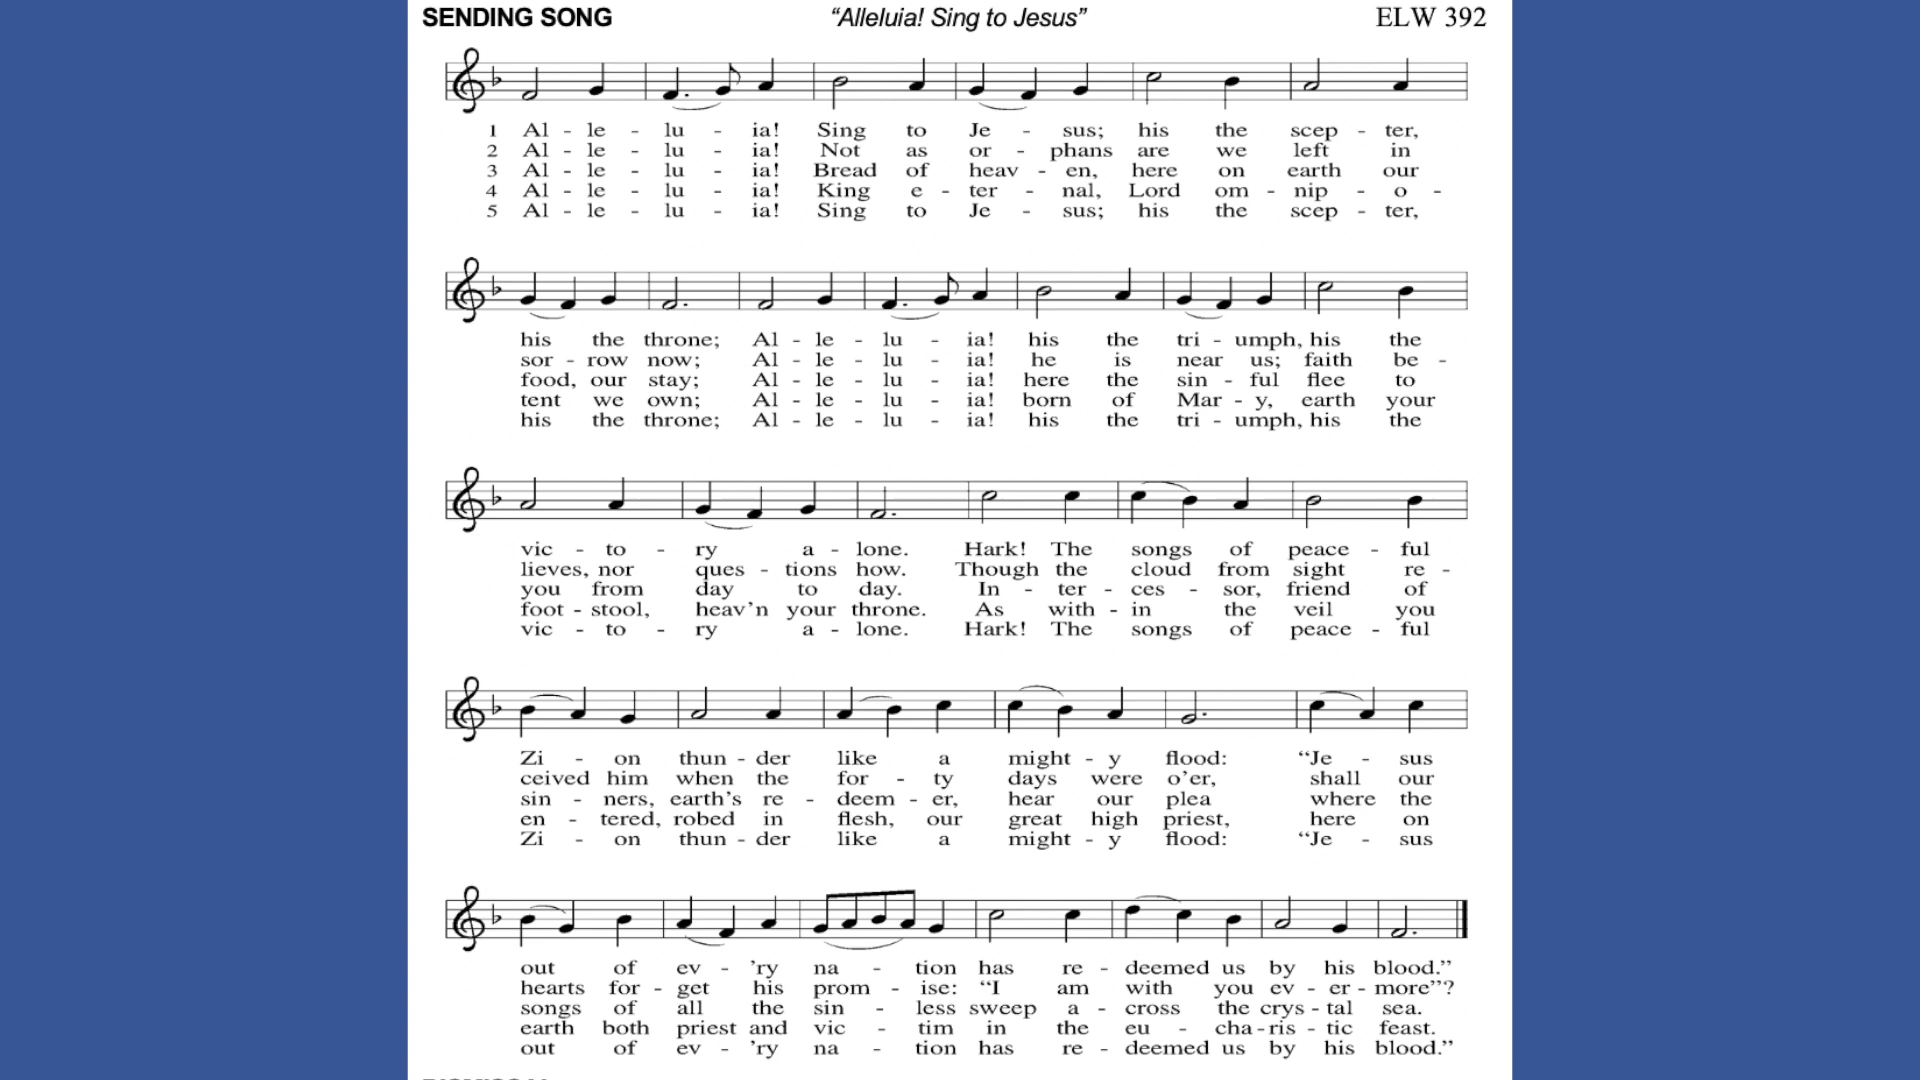 SENDING SONG “Alleluia! Sing to Jesus” ELW 392
1 Al - le - lu - ia! Sing to Je - sus; his the scep - ter,
2 Al - le - lu - ia! Not as or - phans are we left in
3 Al - le - lu - ia! Bread of heav - en, here on earth our
4 Al - le - lu - ia! King e - ter - nal, Lord om - nip - o -
5 Al - le - lu - ia! Sing to Je - sus; his the scep - ter,
his the throne; Al - le - lu - ia! his the tri - umph, his the
sor - row now; Al - le - lu - ia! he is near us; faith be -
food, our stay; Al - le - lu - ia! here the sin - ful flee to
tent we own; Al - le - lu - ia! born of Mar - y, earth your
his the throne; Al - le - lu - ia! his the tri - umph, his the
vic - to - ry a - lone. Hark! The songs of peace - ful
lieves, nor ques - tions how. Though the cloud from sight re -
you from day to day. In - ter - ces - sor, friend of
foot - stool, heav’n your throne. As with - in the veil you
vic - to - ry a - lone. Hark! The songs of peace - ful
Zi - on thun - der like a might - y flood: “Je - sus
ceived him when the for - ty days were o’er, shall our
sin - ners, earth’s re - deem - er, hear our plea where the
en - tered, robed in flesh, our great high priest, here on
Zi - on thun - der like a might - y flood: “Je - sus
out of ev - ’ry na - tion has re - deemed us by his blood.”
hearts for - get his prom - ise: “I am with you ev - er - more”?
songs of all the sin - less sweep a - cross the crys - tal sea.
earth both priest and vic - tim in the eu - cha - ris - tic feast.
out of ev - ’ry na - tion has re - deemed us by his blood.”